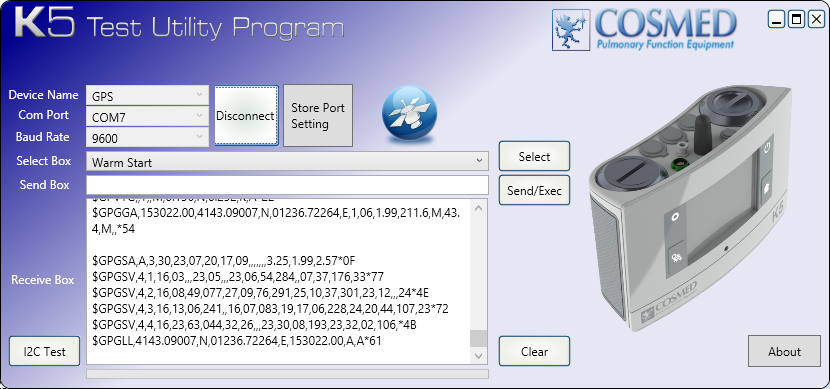 K5 Test Utility Program
COSMED
Pulmonary Function Equipment
Device Name
GPS
Com Port
COM7
Baud Rate
9600
Disconnect
Store Port
Setting
Select Box
Warm Start
Select
Send Box
Send/Exec
Receive Box
$GPGGA,153022.00,4143.09007,N,01236.72264,E,1,06,1.99,211.6,M,43.
4,M,,*54
$GPGSA,A,3,30,23,07,20,17,09,,,,,,,3.25,1.99,2.57*0F
$GPGSV,4,1,16,03,,,23,05,,,23,06,54,284,,07,37,176,33*77
$GPGSV,4,2,16,08,49,077,27,09,76,291,25,10,37,301,23,12,,,24*4E
$GPGSV,4,3,16,13,06,241,,16,07,083,19,17,06,228,24,20,44,107,23*72
$GPGSV,4,4,16,23,63,044,32,26,,,23,30,08,193,23,32,02,106,*4B
$GPGLL,4143.09007,N,01236.72264,E,153022.00,A,A*61
I2C Test
Clear
About
K5
COSMED